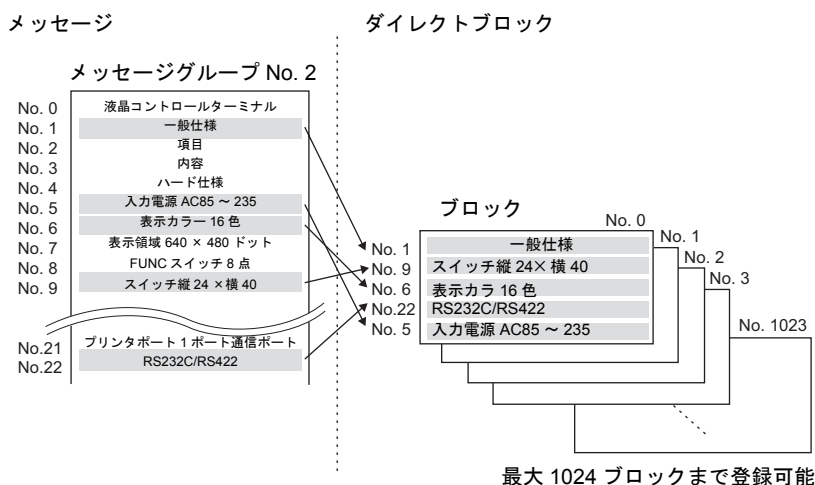 メッセージ
ダイレクトブロック
メッセージグループ No. 2
No. 0 液晶コントロールターミナル
No. 1 一般仕様
No. 2 項目
No. 3 内容
No. 4 ハード仕様
No. 5 入力電源 AC85 ～ 235
No. 6 表示カラー 16 色
No. 7 表示領域 640 × 480 ドット
No. 8 FUNC スイッチ 8 点
No. 9 スイッチ縦 24 ×横 40
No.21 プリンタポート 1 ポート通信ポート
No.22 RS232C/RS422
ブロック
No. 0
No. 1
No. 2
No. 3
No. 1023
No. 1 一般仕様
No. 9 スイッチ縦 24× 横 40
No. 6 表示カラ 16 色
No.22 RS232C/RS422
No. 5 入力電源 AC85 ～ 235
最大 1024 ブロックまで登録可能